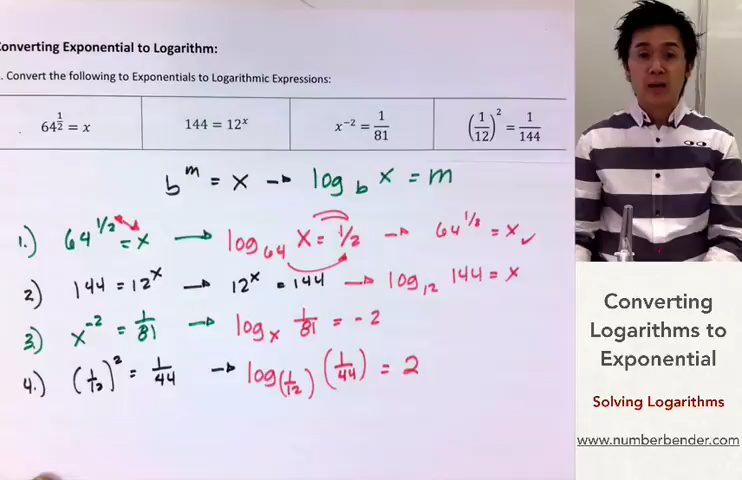 Converting Exponential to Logarithm:
. Convert the following to Exponentials to Logarithmic Expressions:
64^(1/2) = x    144 = 12^x    x^(-2) = 1/81    (1/12)^2 = 1/144
b^m = x → log_b x = m
1.) 64^(1/2) = x → log_64 x = 1/2 → 64^(1/2) = x ✓
2) 144 = 12^x → 12^x = 144 → log_12 144 = x
3.) x^(-2) = 1/81 → log_x 1/81 = -2
4.) (1/12)^2 = 1/44 → log_(1/12) (1/44) = 2
Converting
Logarithms to
Exponential
Solving Logarithms
www.numberbender.com